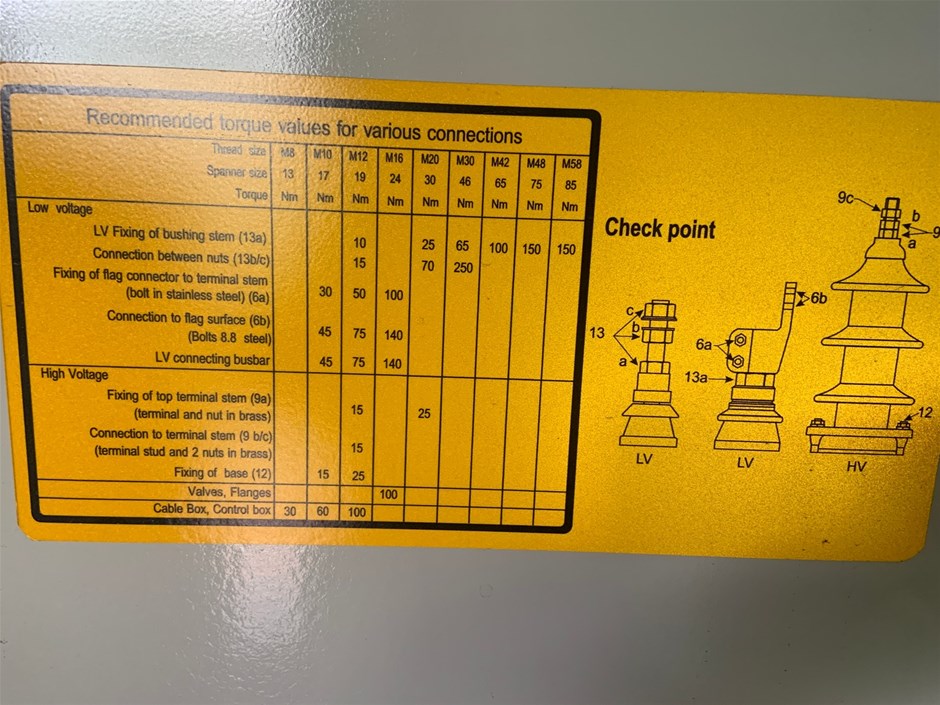 Recommended torque values for various connections
Thread size M8 M10 M12 M16 M20 M30 M42 M48 M58
Spanner size 13 17 19 24 30 46 65 75 85
Torque Nm Nm Nm Nm Nm Nm Nm Nm Nm
Low voltage
LV Fixing of bushing stem (13a) 10 25 65 100 150 150
Connection between nuts (13b/c) 15 70 250
Fixing of flag connector to terminal stem
(bolt in stainless steel) (6a) 30 50 100
Connection to flag surface (6b)
(Bolts 8.8 steel) 45 75 140
LV connecting busbar 45 75 140
High Voltage
Fixing of top terminal stem (9a)
(terminal and nut in brass) 15 25
Connection to terminal stem (9 b/c)
(terminal stud and 2 nuts in brass) 15
Fixing of base (12) 15 25
Valves, Flanges 100
Cable Box, Control box 30 60 100
Check point
13
c
b
a
LV
6b
6a
13a
LV
9c
b
a
9
12
HV